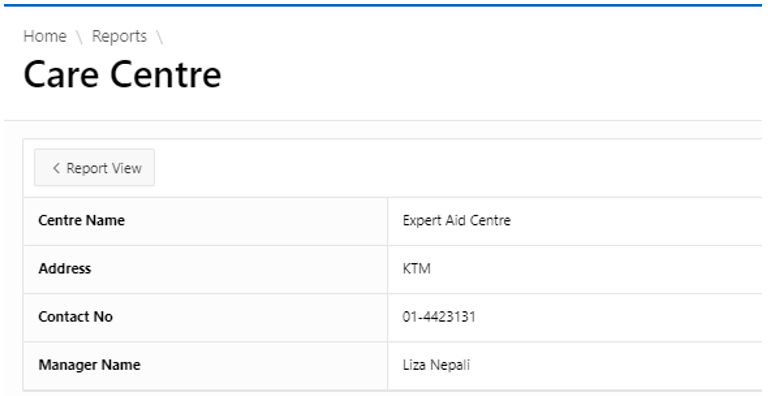 Home \ Reports \
Care Centre
< Report View
Centre Name Expert Aid Centre
Address KTM
Contact No 01-4423131
Manager Name Liza Nepali